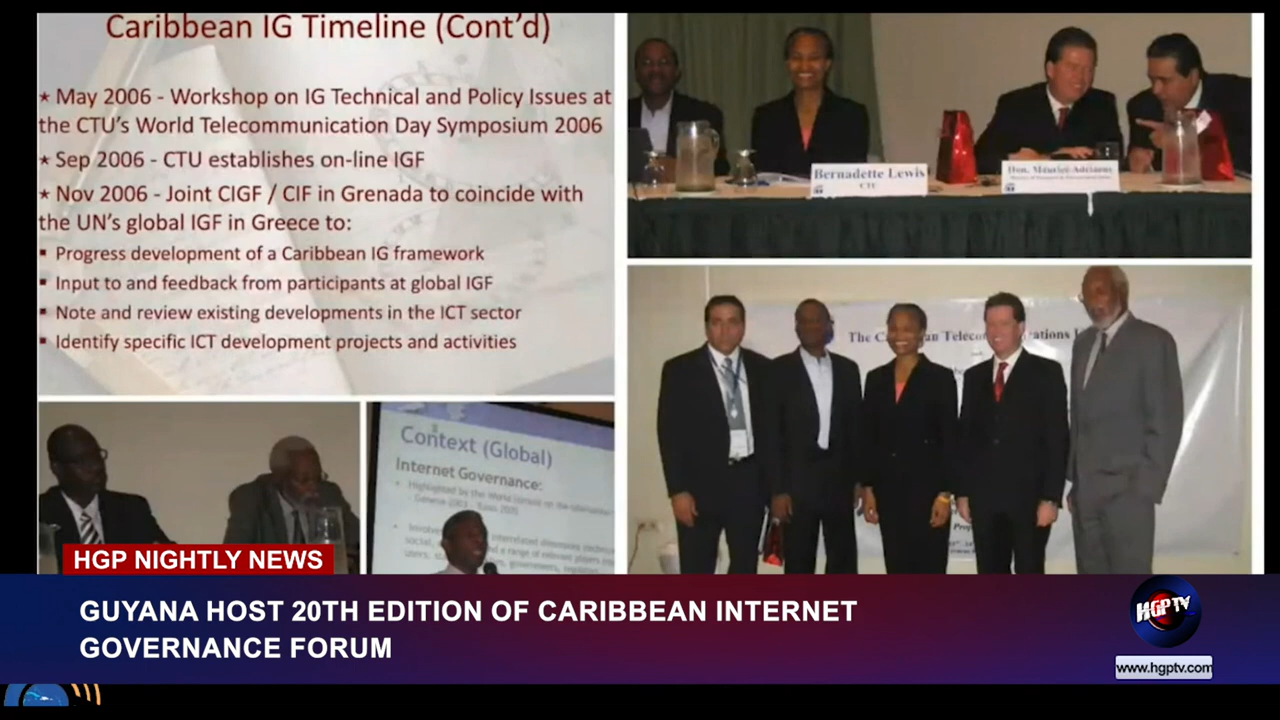 Caribbean IG Timeline (Cont'd)
★ May 2006 - Workshop on IG Technical and Policy Issues at
the CTU's World Telecommunication Day Symposium 2006
★ Sep 2006 - CTU establishes on-line IGF
★ Nov 2006 - Joint CIGF / CIF in Grenada to coincide with
the UN's global IGF in Greece to:
▪ Progress development of a Caribbean IG framework
▪ Input to and feedback from participants at global IGF
▪ Note and review existing developments in the ICT sector
▪ Identify specific ICT development projects and activities
Bernadette Lewis
CTU
Hon.
The
Context (Global)
Internet Governance:
HGP NIGHTLY NEWS
GUYANA HOST 20TH EDITION OF CARIBBEAN INTERNET
GOVERNANCE FORUM
HGPTV
www.hgptv.com